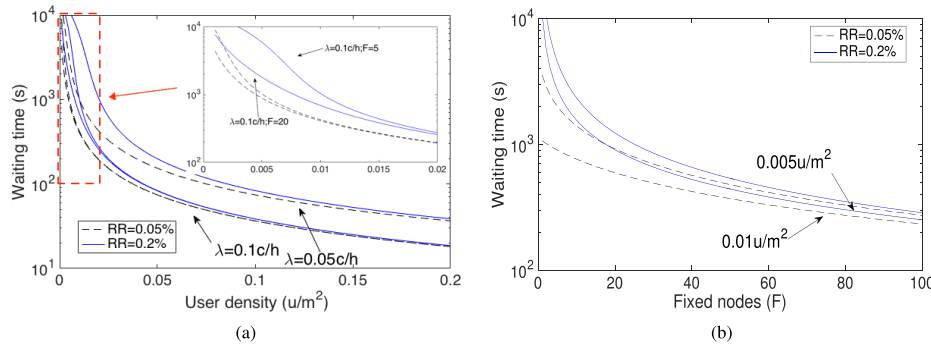 (a)
Waiting time (s)
10^4
10^3
10^2
10^1
0
0.05
0.1
0.15
0.2
User density (u/m^2)
RR=0.05%
RR=0.2%
λ=0.1c/h
λ=0.05c/h
10^4
10^3
10^2
0
0.005
0.01
0.015
0.02
λ=0.1c/h;F=5
λ=0.1c/h;F=20
(a)
b)
Waiting time (s)
10^4
10^3
10^2
0
20
40
60
80
100
Fixed nodes (F)
RR=0.05%
RR=0.2%
0.005u/m^2
0.01u/m^2
(b)